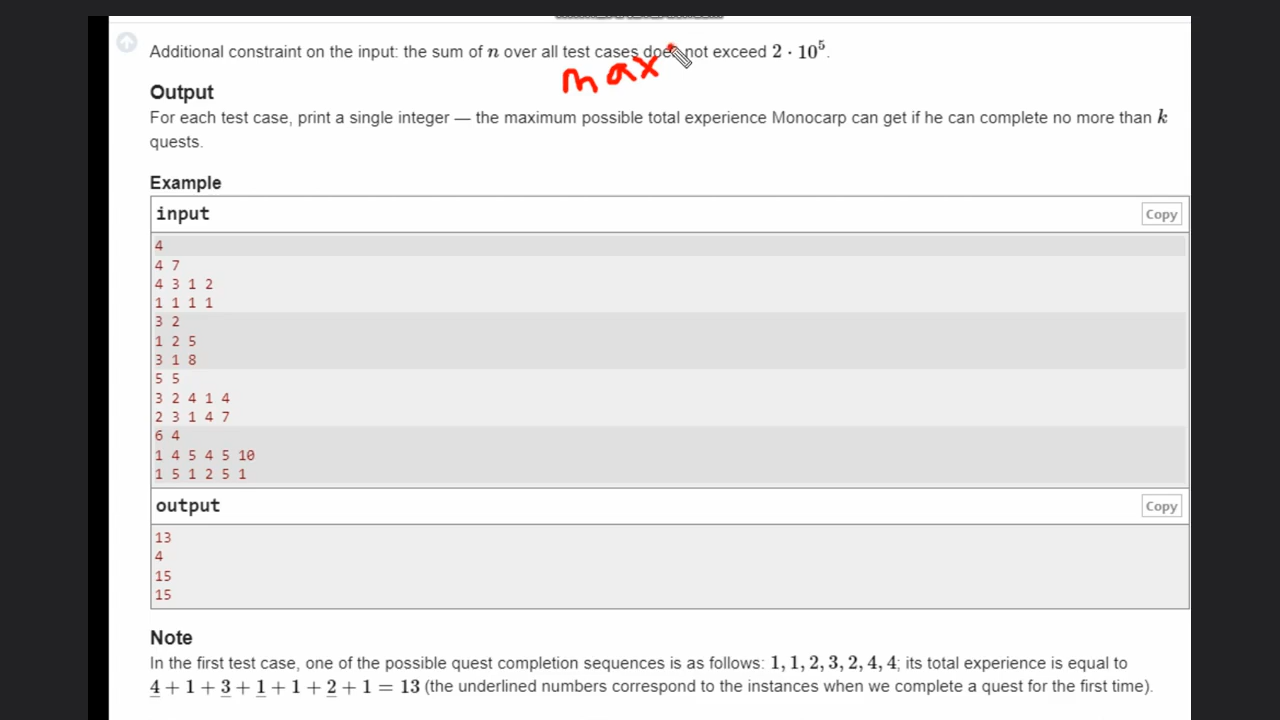 Additional constraint on the input: the sum of n over all test cases does not exceed 2 · 10^5.
max
Output
For each test case, print a single integer — the maximum possible total experience Monocarp can get if he can complete no more than k
quests.
Example
input
Copy
4
4 7
4 3 1 2
1 1 1 1
3 2
1 2 5
3 1 8
5 5
3 2 4 1 4
2 3 1 4 7
6 4
1 4 5 4 5 10
1 5 1 2 5 1
output
Copy
13
4
15
15
Note
In the first test case, one of the possible quest completion sequences is as follows: 1, 1, 2, 3, 2, 4, 4; its total experience is equal to
4 + 1 + 3 + 1 + 1 + 2 + 1 = 13 (the underlined numbers correspond to the instances when we complete a quest for the first time).